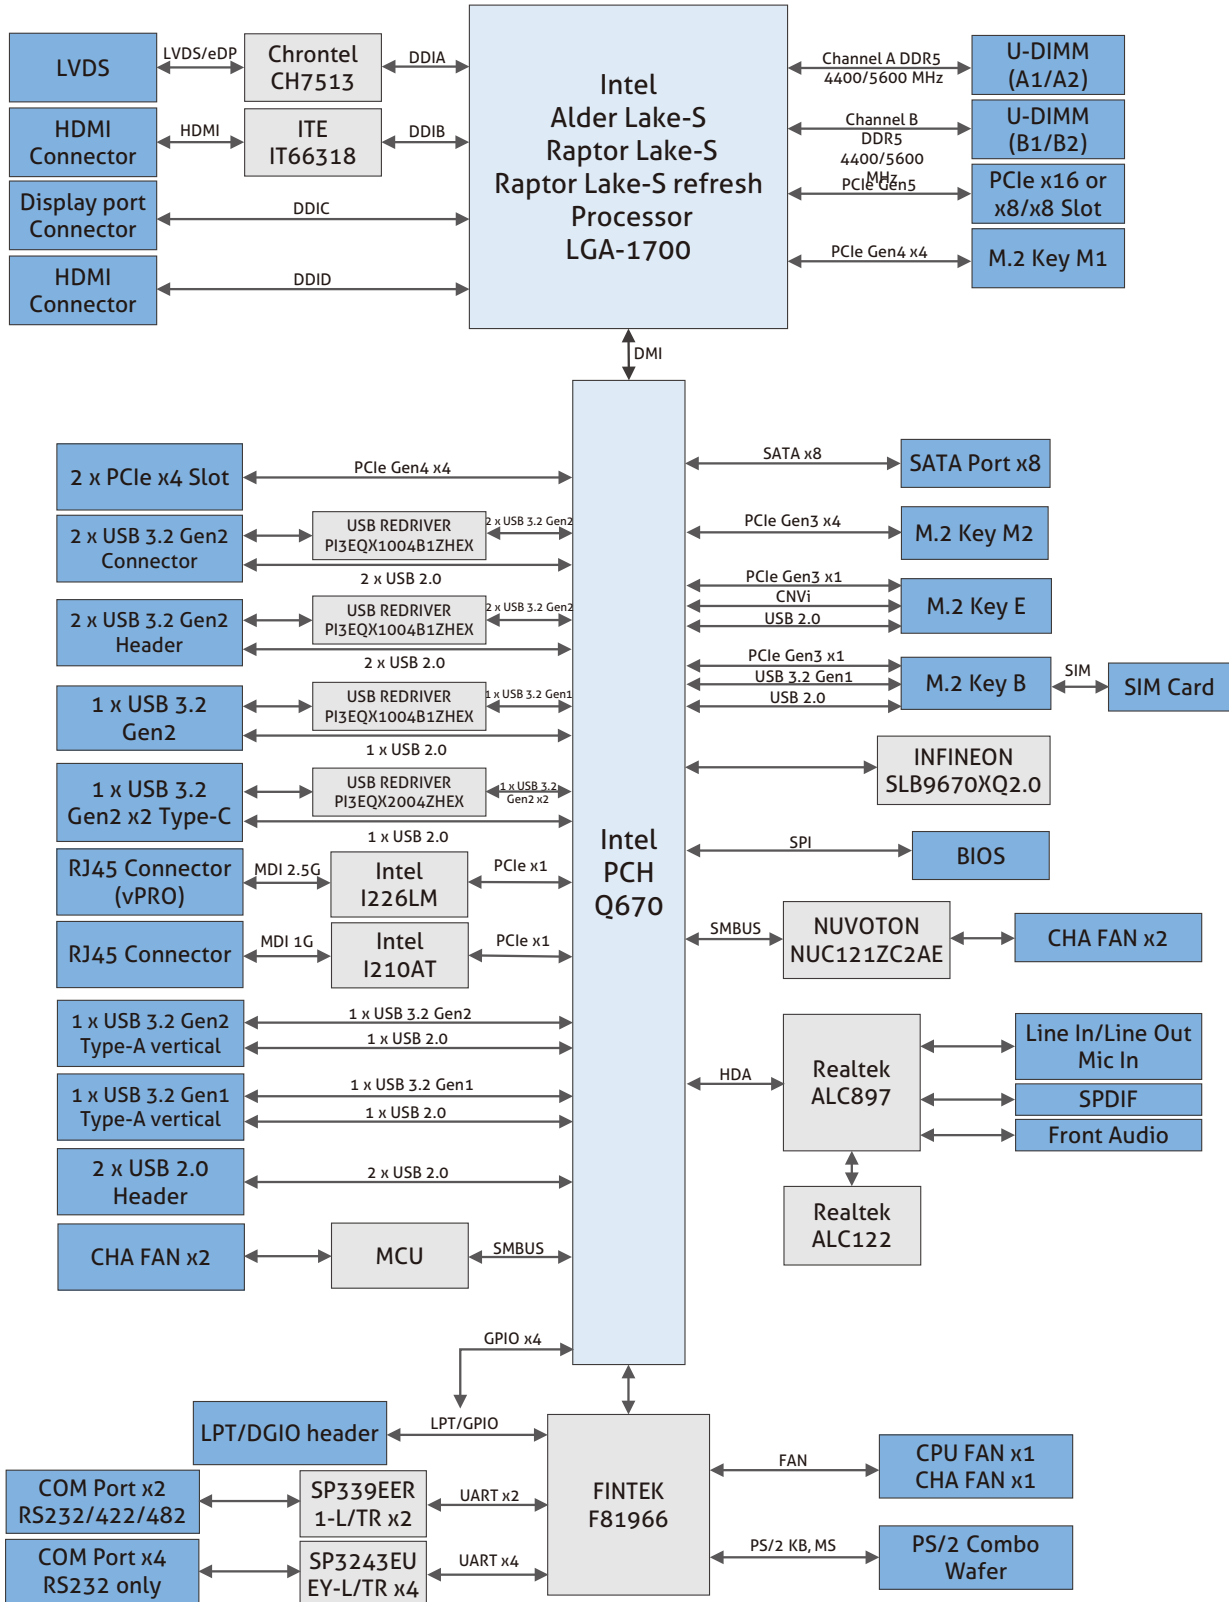 LVDS
LVDS/eDP
Chrontel
CH7513
DDIA
HDMI
Connector
HDMI
ITE
IT66318
DDIB
Display port
Connector
DDIC
HDMI
Connector
DDID
Intel
Alder Lake-S
Raptor Lake-S
Raptor Lake-S refresh
Processor
LGA-1700
Channel A DDR5
4400/5600 MHz
U-DIMM
(A1/A2)
Channel B
DDR5
4400/5600
MHz
U-DIMM
(B1/B2)
PCIe Gen5
PCIe x16 or
x8/x8 Slot
PCIe Gen4 x4
M.2 Key M1
DMI
2 x PCIe x4 Slot
PCIe Gen4 x4
2 x USB 3.2 Gen2
Connector
USB REDRIVER
PI3EQX1004B1ZHEX
2 x USB 3.2 Gen2
2 x USB 2.0
2 x USB 3.2 Gen2
Header
USB REDRIVER
PI3EQX1004B1ZHEX
2 x USB 3.2 Gen2
2 x USB 2.0
1 x USB 3.2
Gen2
USB REDRIVER
PI3EQX1004B1ZHEX
1 x USB 3.2 Gen1
1 x USB 2.0
1 x USB 3.2
Gen2 x2 Type-C
USB REDRIVER
PI3EQX2004ZHEX
1 x USB 3.2
Gen2 x2
1 x USB 2.0
RJ45 Connector
(vPRO)
MDI 2.5G
Intel
I226LM
PCIe x1
RJ45 Connector
MDI 1G
Intel
I210AT
PCIe x1
1 x USB 3.2 Gen2
Type-A vertical
1 x USB 3.2 Gen2
1 x USB 2.0
1 x USB 3.2 Gen1
Type-A vertical
1 x USB 3.2 Gen1
1 x USB 2.0
2 x USB 2.0
Header
2 x USB 2.0
CHA FAN x2
MCU
SMBUS
Intel
PCH
Q670
SATA x8
SATA Port x8
PCIe Gen3 x4
M.2 Key M2
PCIe Gen3 x1
CNVi
USB 2.0
M.2 Key E
PCIe Gen3 x1
USB 3.2 Gen1
USB 2.0
M.2 Key B
SIM
SIM Card
INFINEON
SLB9670XQ2.0
SPI
BIOS
SMBUS
NUVOTON
NUC121ZC2AE
CHA FAN x2
HDA
Realtek
ALC897
Line In/Line Out
Mic In
SPDIF
Front Audio
Realtek
ALC122
GPIO x4
LPT/DGIO header
LPT/GPIO
COM Port x2
RS232/422/482
SP339EER
1-L/TR x2
UART x2
COM Port x4
RS232 only
SP3243EU
EY-L/TR x4
UART x4
FINTEK
F81966
FAN
CPU FAN x1
CHA FAN x1
PS/2 KB, MS
PS/2 Combo
Wafer